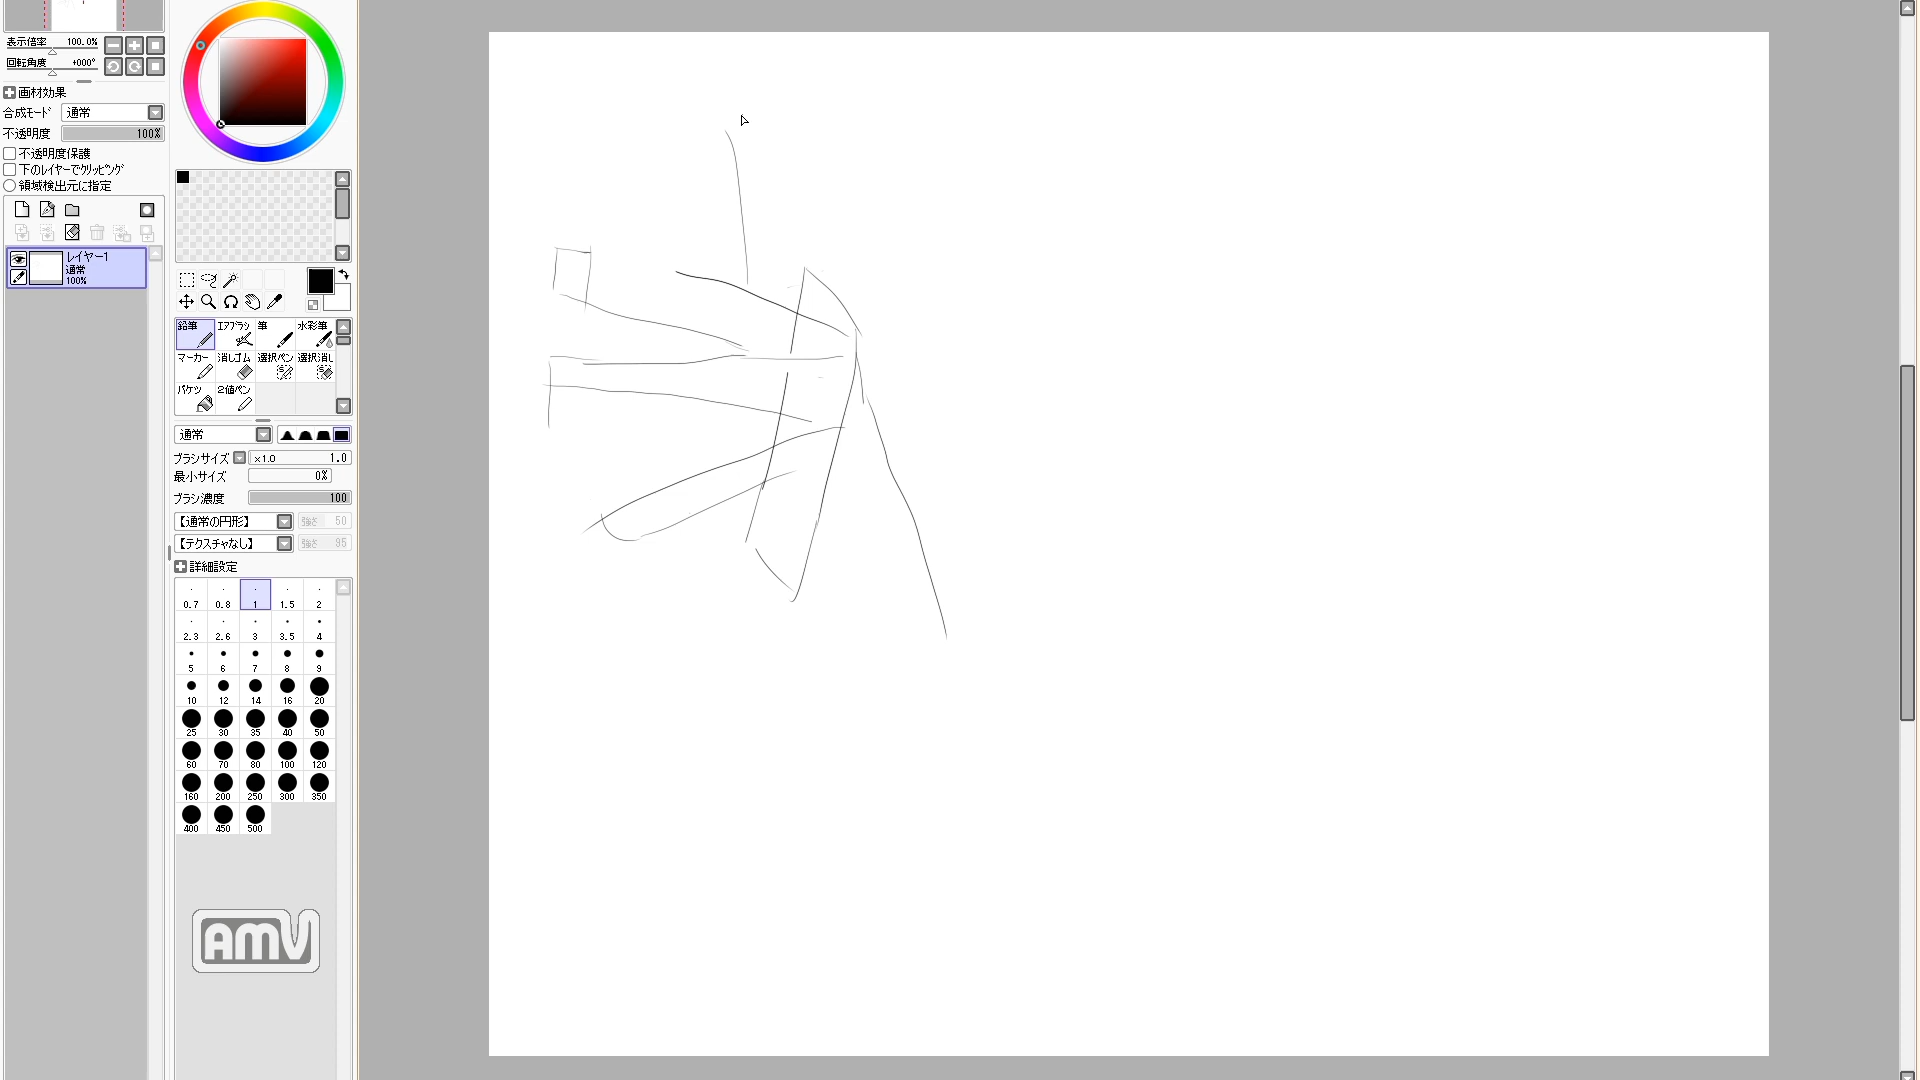 表示倍率 100.0%
回転角度 +000°
画材効果
合成モード 通常
不透明度 100%
不透明度保護
下のレイヤーでクリッピング
領域検出元に指定
レイヤー1
通常
100%
鉛筆 エアブラシ 筆 水彩筆
マーカー 消しゴム 選択ペン 選択消し
バケツ 2値ペン
通常
ブラシサイズ ×1.0 1.0
最小サイズ 0%
ブラシ濃度 100
【通常の円形】 強さ 50
【テクスチャなし】 強さ 95
詳細設定
0.7 0.8 1 1.5 2
2.3 2.6 3 3.5 4
5 6 7 8 9
10 12 14 16 20
25 30 35 40 50
60 70 80 100 120
160 200 250 300 350
400 450 500
AMV